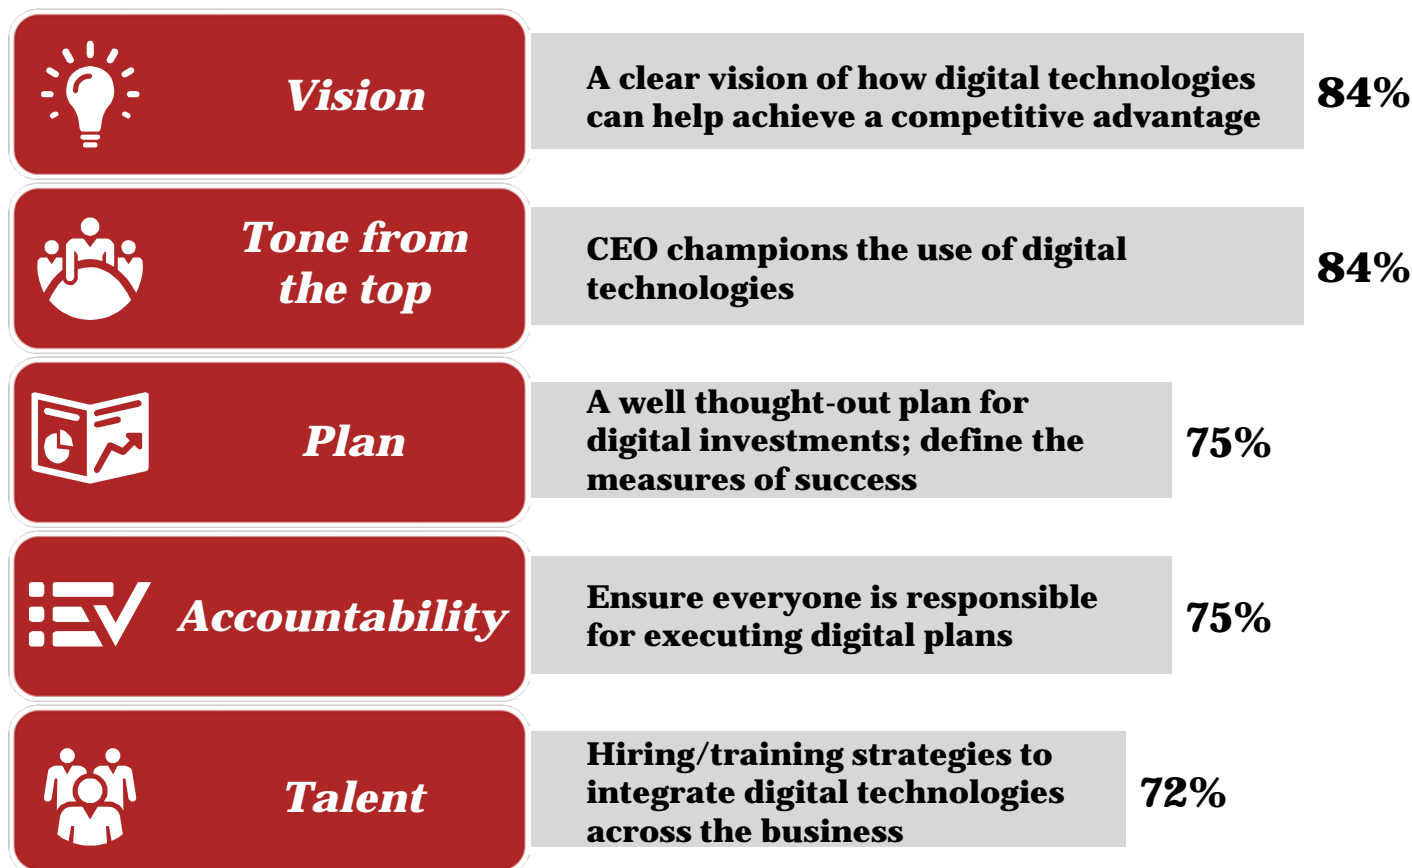 Vision
A clear vision of how digital technologies
can help achieve a competitive advantage
84%
Tone from
the top
CEO champions the use of digital
technologies
84%
Plan
A well thought-out plan for
digital investments; define the
measures of success
75%
Accountability
Ensure everyone is responsible
for executing digital plans
75%
Talent
Hiring/training strategies to
integrate digital technologies
across the business
72%